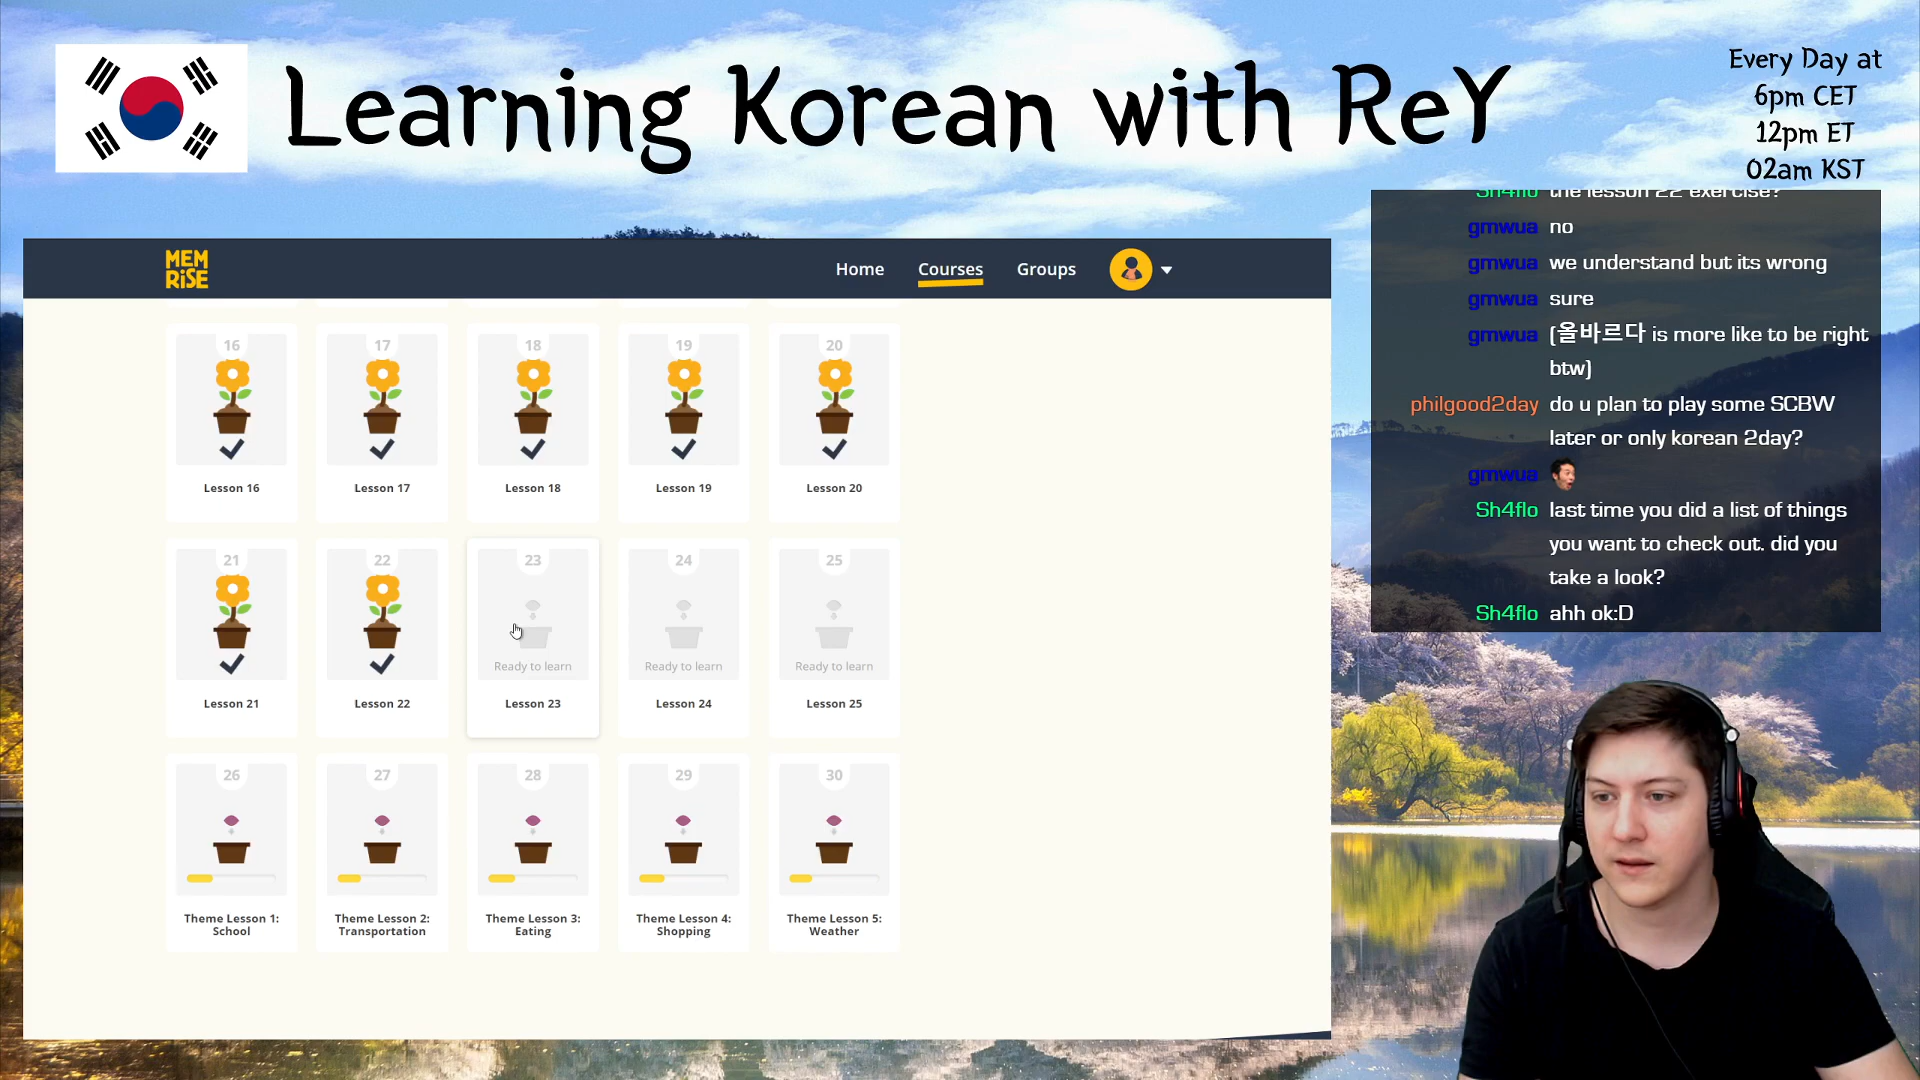 Learning Korean with ReY
Every Day at
6pm CET
12pm ET
02am KST
Sh4flo the lesson 22 exercise?
gmwua no
gmwua we understand but its wrong
gmwua sure
gmwua (올바르다 is more like to be right
btw)
philgood2day do u plan to play some SCBW
later or only korean 2day?
gmwua
Sh4flo last time you did a list of things
you want to check out. did you
take a look?
Sh4flo ahh ok:D
MEM
RiSE
Home Courses Groups
16 17 18 19 20
Lesson 16 Lesson 17 Lesson 18 Lesson 19 Lesson 20
21 22 23 24 25
Ready to learn Ready to learn Ready to learn
Lesson 21 Lesson 22 Lesson 23 Lesson 24 Lesson 25
26 27 28 29 30
Theme Lesson 1: Theme Lesson 2: Theme Lesson 3: Theme Lesson 4: Theme Lesson 5:
School Transportation Eating Shopping Weather